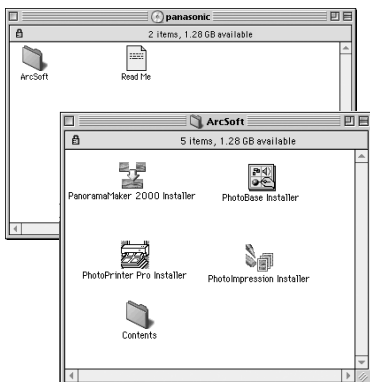 panasonic
2 items, 1.28 GB available
ArcSoft
Read Me
ArcSoft
5 items, 1.28 GB available
PanoramaMaker 2000 Installer
PhotoBase Installer
PhotoPrinter Pro Installer
PhotoImpression Installer
Contents